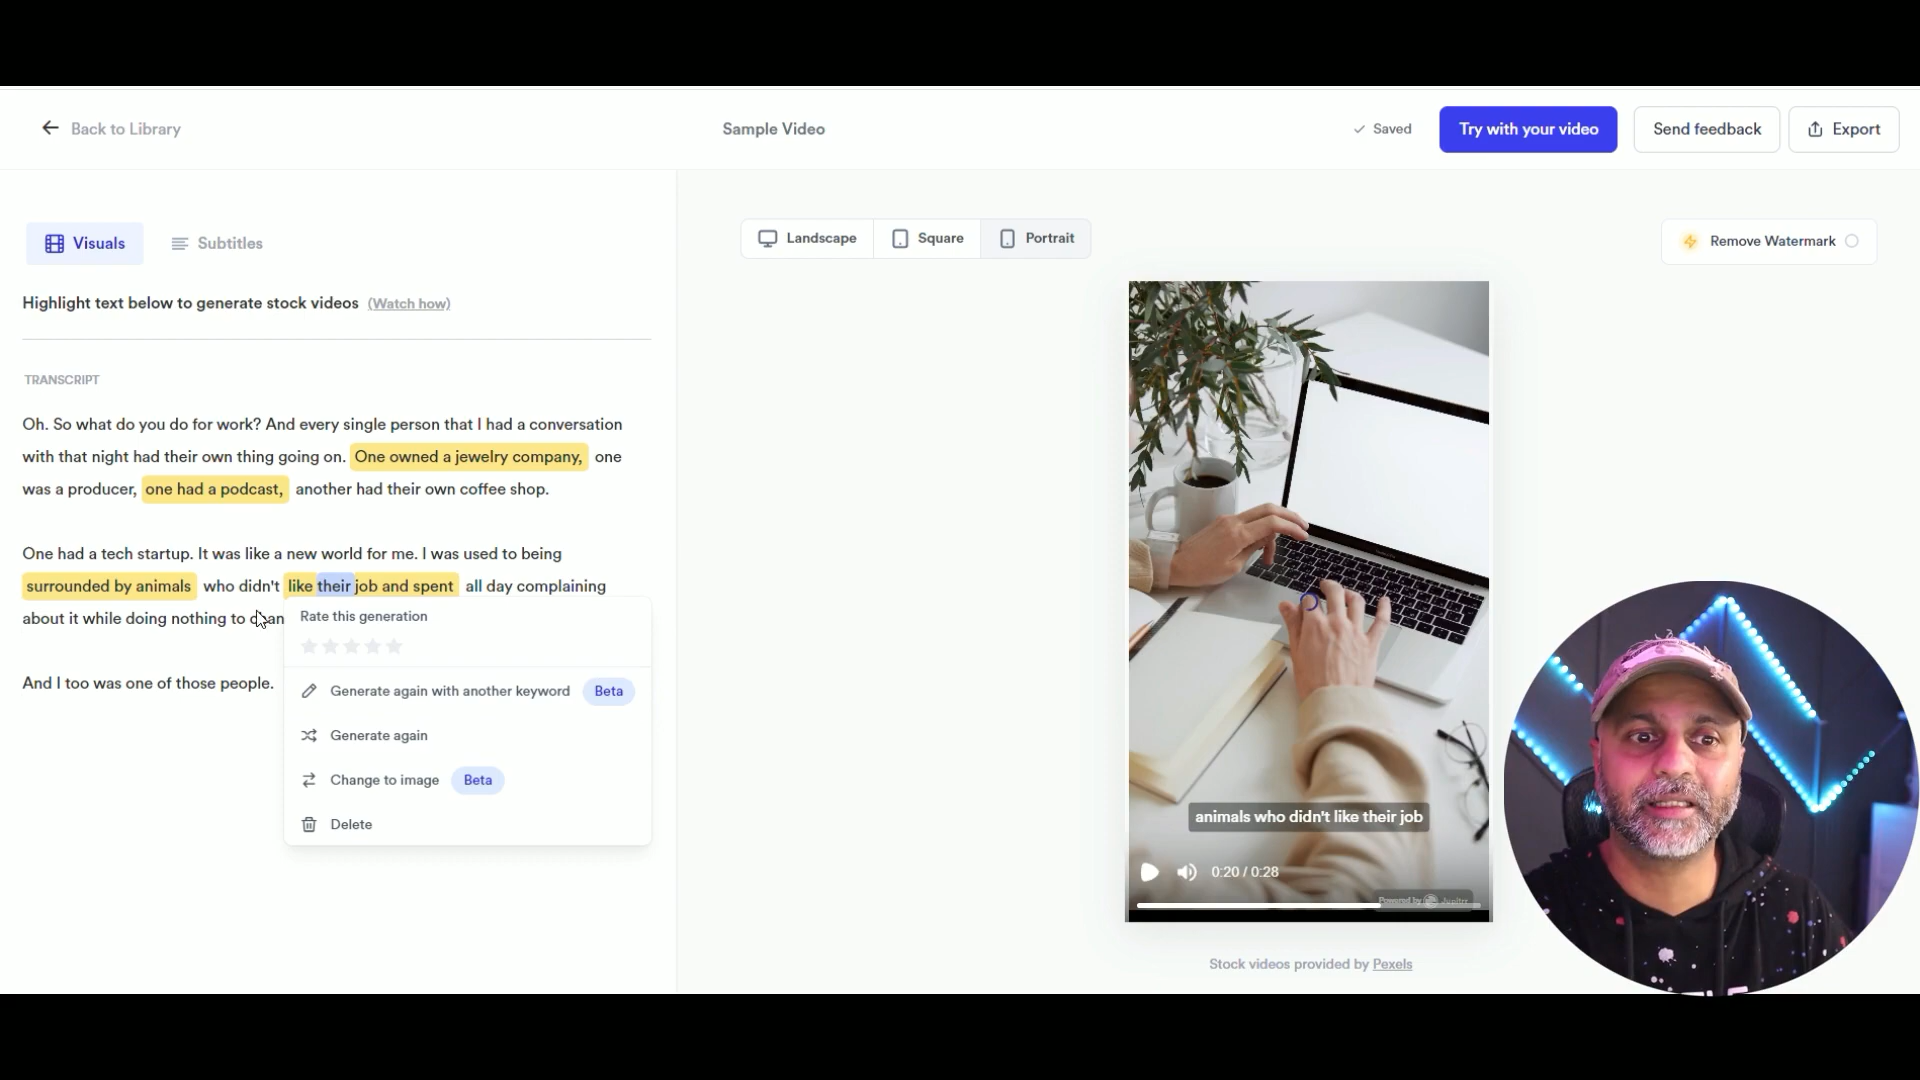 Back to Library
Sample Video
Saved
Try with your video
Send feedback
Export
Visuals
Subtitles
Highlight text below to generate stock videos (Watch how)
TRANSCRIPT
Oh. So what do you do for work? And every single person that I had a conversation
with that night had their own thing going on. One owned a jewelry company, one
was a producer, one had a podcast, another had their own coffee shop.
One had a tech startup. It was like a new world for me. I was used to being
surrounded by animals who didn't like their job and spent all day complaining
about it while doing nothing to
And I too was one of those people.
Rate this generation
Generate again with another keyword Beta
Generate again
Change to image Beta
Delete
Landscape
Square
Portrait
Remove Watermark
animals who didn't like their job
0:20 / 0:28
Powered by Jupitrr
Stock videos provided by Pexels